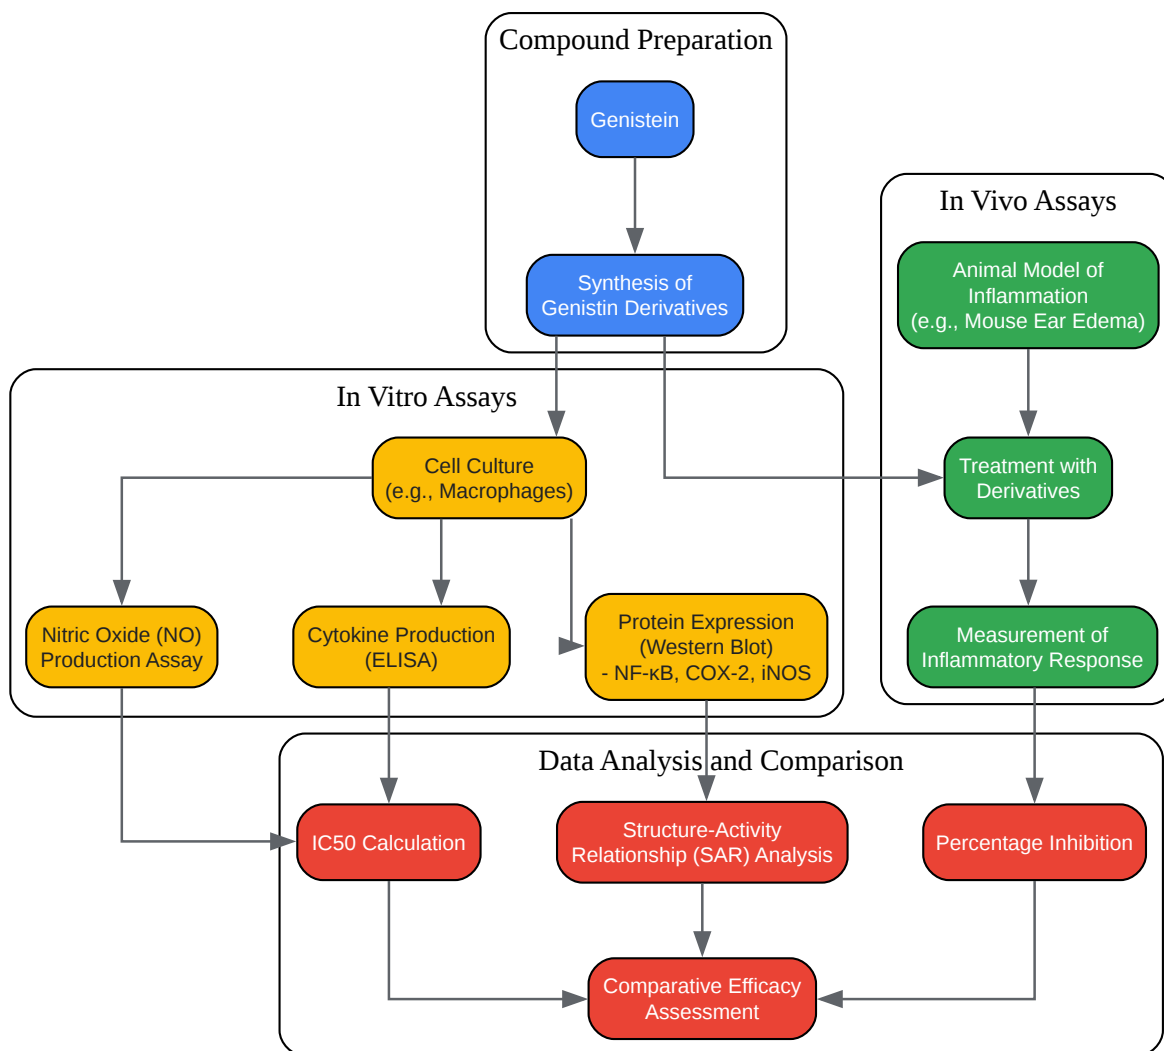 Compound Preparation
Genistein
Synthesis of
Genistin Derivatives
In Vivo Assays
Animal Model of
Inflammation
(e.g., Mouse Ear Edema)
Treatment with
Derivatives
Measurement of
Inflammatory Response
In Vitro Assays
Cell Culture
(e.g., Macrophages)
Nitric Oxide (NO)
Production Assay
Cytokine Production
(ELISA)
Protein Expression
(Western Blot)
- NF-κB, COX-2, iNOS
Data Analysis and Comparison
IC50 Calculation
Structure-Activity
Relationship (SAR) Analysis
Percentage Inhibition
Comparative Efficacy
Assessment